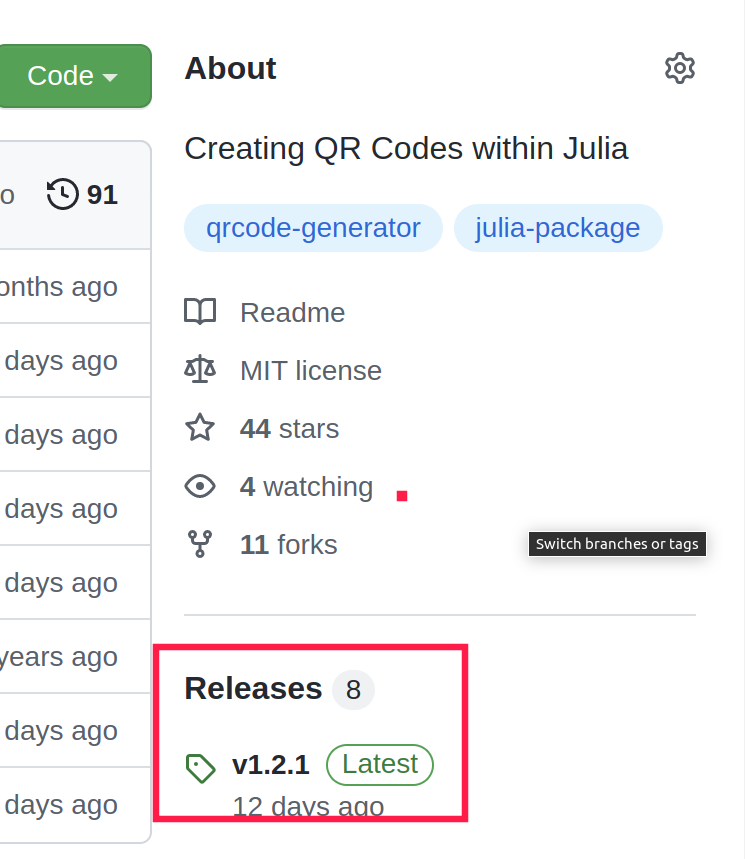 Code
About
Creating QR Codes within Julia
o 91
qrcode-generator julia-package
onths ago
Readme
days ago
MIT license
days ago
44 stars
days ago
4 watching
days ago
11 forks
Switch branches or tags
years ago
Releases 8
days ago
v1.2.1 Latest
days ago
12 days ago